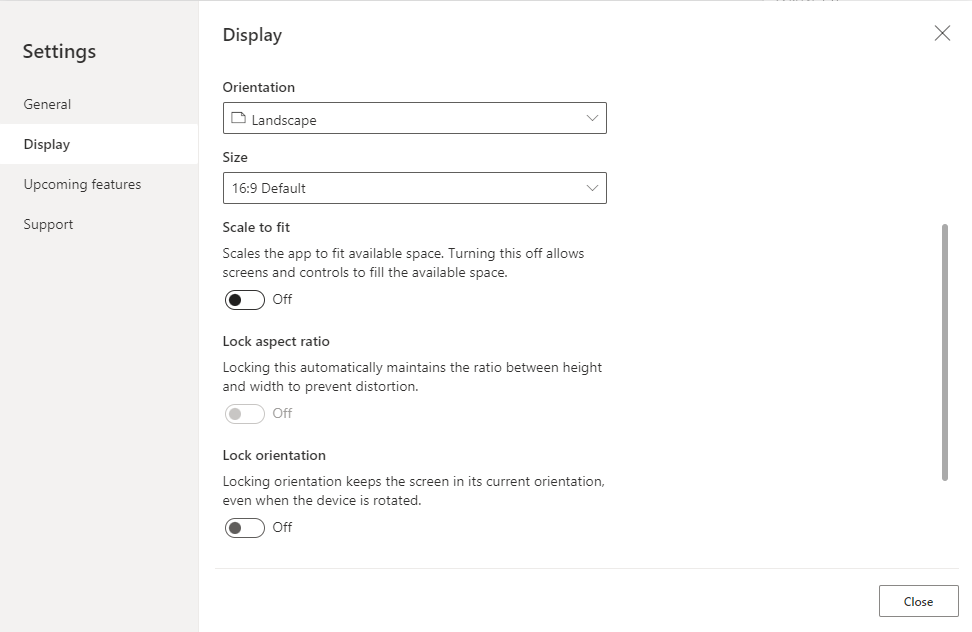 Settings
General
Display
Upcoming features
Support
Display
Orientation
Landscape
Size
16:9 Default
Scale to fit
Scales the app to fit available space. Turning this off allows
screens and controls to fill the available space.
Off
Lock aspect ratio
Locking this automatically maintains the ratio between height
and width to prevent distortion.
Off
Lock orientation
Locking orientation keeps the screen in its current orientation,
even when the device is rotated.
Off
Close